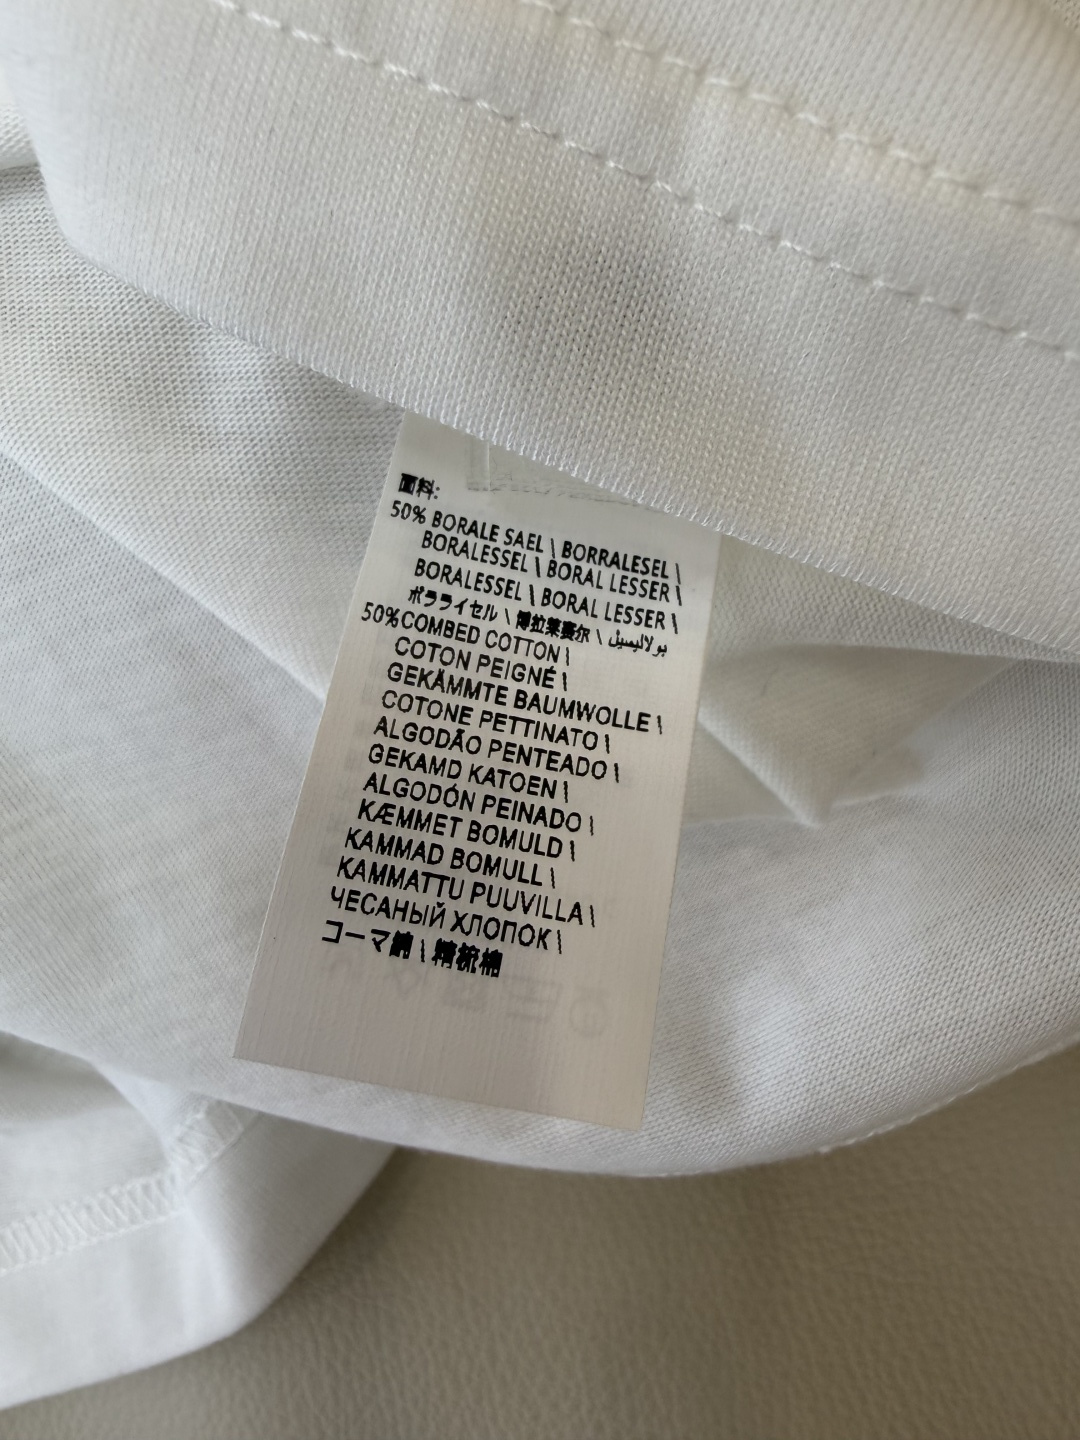 面料:
50% BORALE SAEL \ BORRALESEL \
BORALESSEL \ BORAL LESSER \
BORALESSEL \ BORAL LESSER \
ボラライセル \ 博拉莱赛尔 \ بولاليسيل
50%COMBED COTTON \
COTON PEIGNÉ \
GEKÄMMTE BAUMWOLLE \
COTONE PETTINATO \
ALGODÃO PENTEADO \
GEKAMD KATOEN \
ALGODÓN PEINADO \
KÆMMET BOMULD \
KAMMAD BOMULL \
KAMMATTU PUUVILLA \
ЧЕСАНЫЙ ХЛОПОК \
コーマ綿 \ 精梳棉